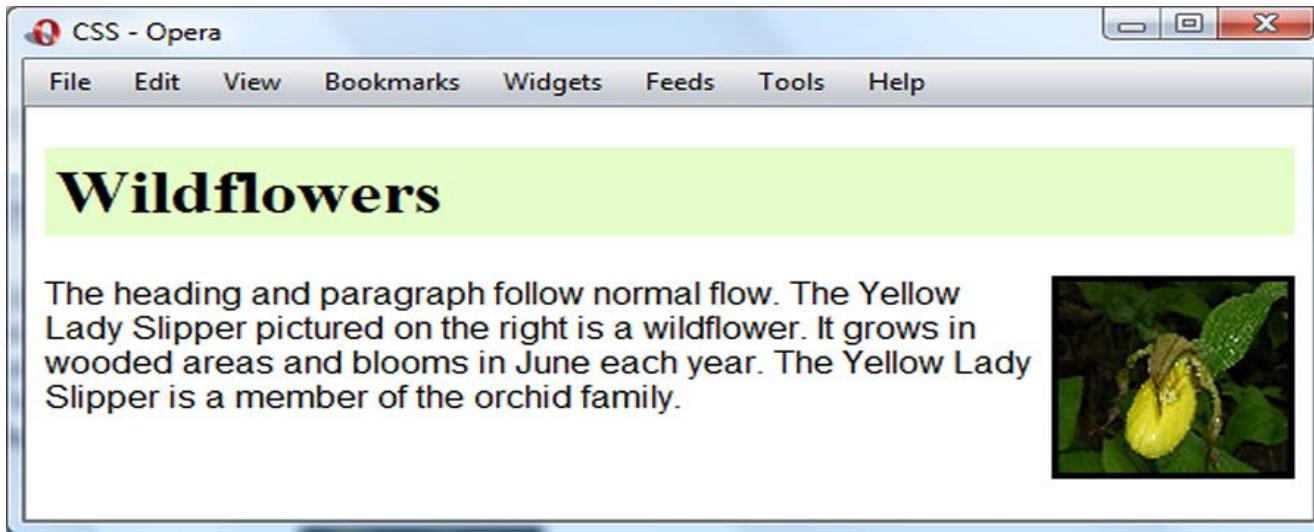 CSS - Opera
File Edit View Bookmarks Widgets Feeds Tools Help
Wildflowers
The heading and paragraph follow normal flow. The Yellow
Lady Slipper pictured on the right is a wildflower. It grows in
wooded areas and blooms in June each year. The Yellow Lady
Slipper is a member of the orchid family.